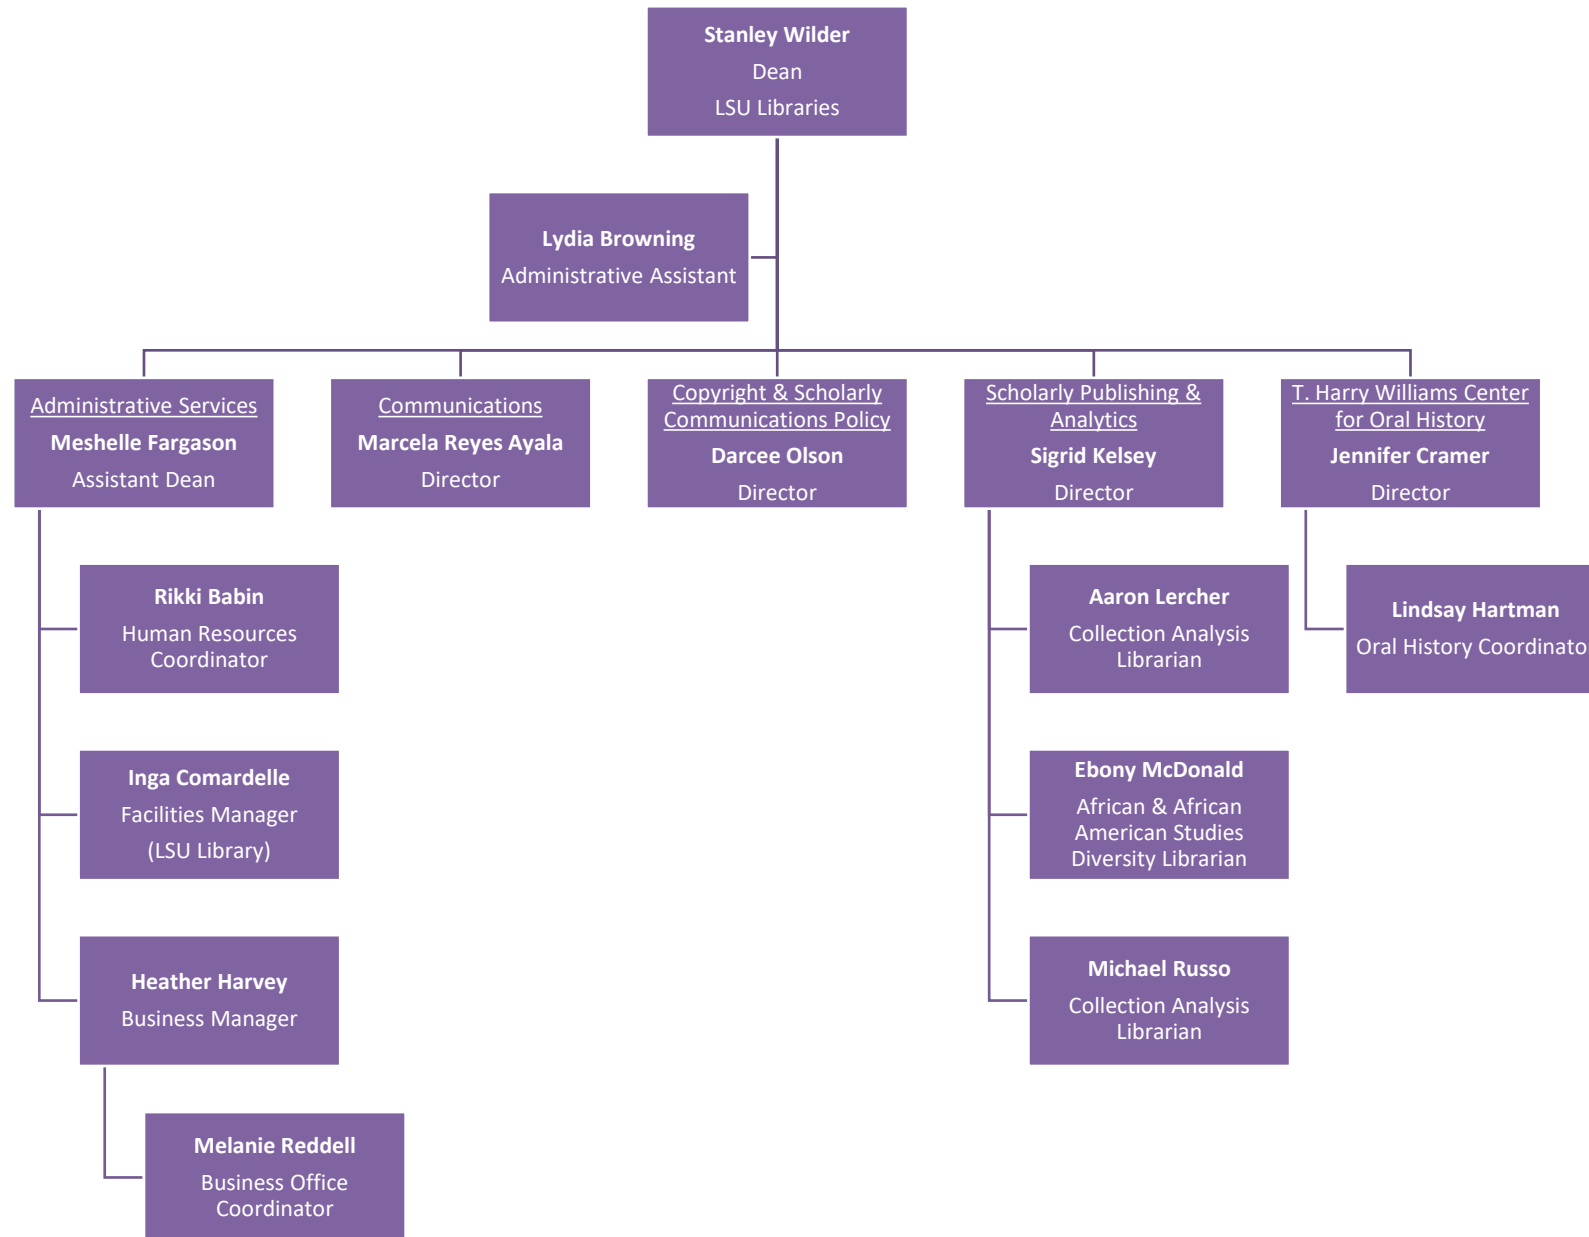 Stanley Wilder
Dean
LSU Libraries
Lydia Browning
Administrative Assistant
Administrative Services
Meshelle Fargason
Assistant Dean
Communications
Marcela Reyes Ayala
Director
Copyright & Scholarly
Communications Policy
Darcee Olson
Director
Scholarly Publishing &
Analytics
Sigrid Kelsey
Director
T. Harry Williams Center
for Oral History
Jennifer Cramer
Director
Rikki Babin
Human Resources
Coordinator
Inga Comardelle
Facilities Manager
(LSU Library)
Heather Harvey
Business Manager
Melanie Reddell
Business Office
Coordinator
Aaron Lercher
Collection Analysis
Librarian
Ebony McDonald
African & African
American Studies
Diversity Librarian
Michael Russo
Collection Analysis
Librarian
Lindsay Hartman
Oral History Coordinato